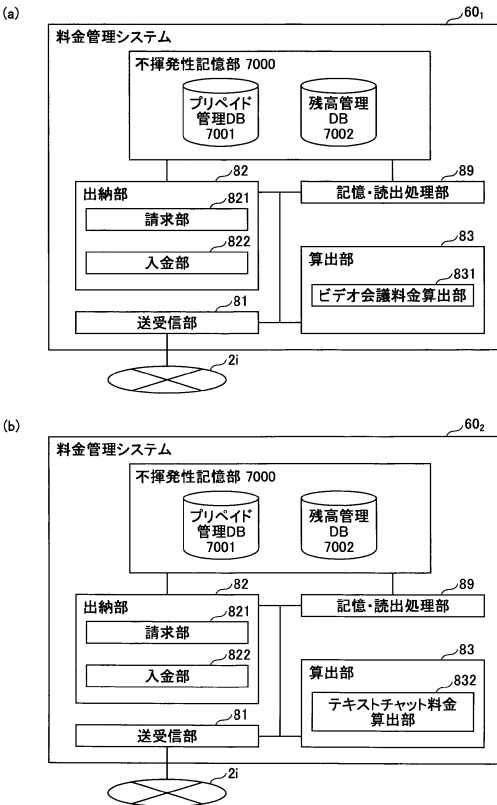 (a)
60₁
料金管理システム
不揮発性記憶部 7000
プリペイド
管理DB
7001
残高管理
DB
7002
82
出納部
821
請求部
822
入金部
89
記憶・読出処理部
83
算出部
831
ビデオ会議料金算出部
81
送受信部
2i
(b)
60₂
料金管理システム
不揮発性記憶部 7000
プリペイド
管理DB
7001
残高管理
DB
7002
82
出納部
821
請求部
822
入金部
89
記憶・読出処理部
83
算出部
832
テキストチャット料金
算出部
81
送受信部
2i